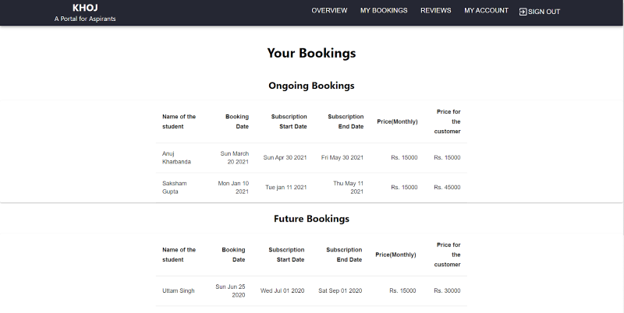 KHOJ
A Portal for Aspirants
OVERVIEW MY BOOKINGS REVIEWS MY ACCOUNT SIGN OUT
Your Bookings
Ongoing Bookings
Name of the student Booking Date Subscription Start Date Subscription End Date Price(Monthly) Price for the customer
Anuj Kharbanda Sun March 20 2021 Sun Apr 30 2021 Fri May 30 2021 Rs. 15000 Rs. 15000
Saksham Gupta Mon Jan 10 2021 Tue jan 11 2021 Thu May 11 2021 Rs. 15000 Rs. 45000
Future Bookings
Name of the student Booking Date Subscription Start Date Subscription End Date Price(Monthly) Price for the customer
Uttam Singh Sun Jun 25 2020 Wed Jul 01 2020 Sat Sep 01 2020 Rs. 15000 Rs. 30000